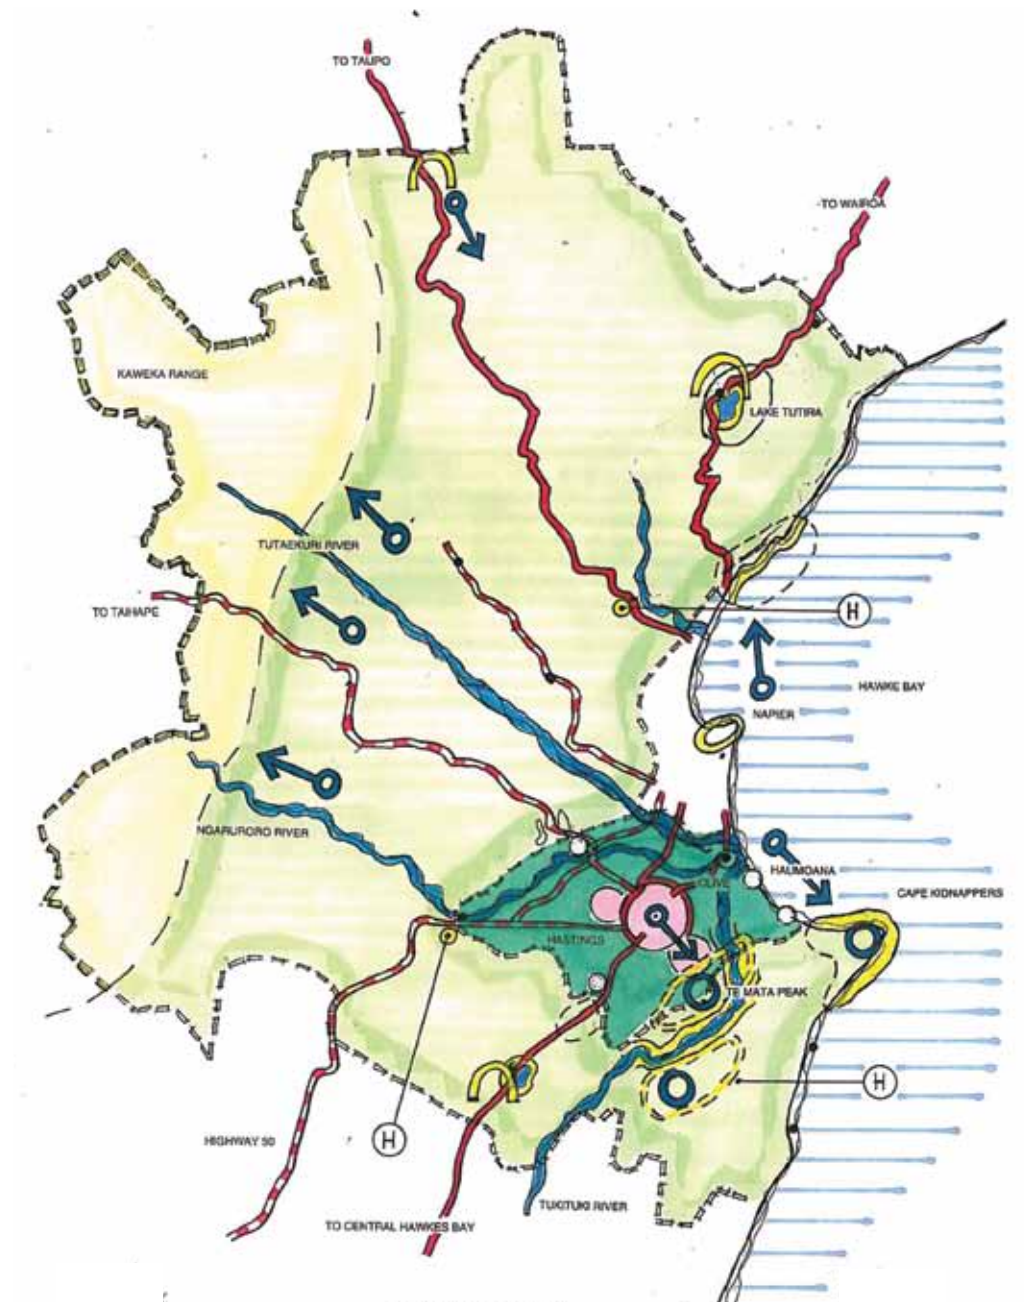 TO TAUPO
TO WAIROA
KAWEKA RANGE
LAKE TUTIRA
TUTAEKURI RIVER
TO TAIHAPE
H
HAWKE BAY
NAPIER
NGARURORO RIVER
HAUMOANA
CLIVE
CAPE KIDNAPPERS
HASTINGS
TE MATA PEAK
H
HIGHWAY 50
H
TUKITUKI RIVER
TO CENTRAL HAWKES BAY